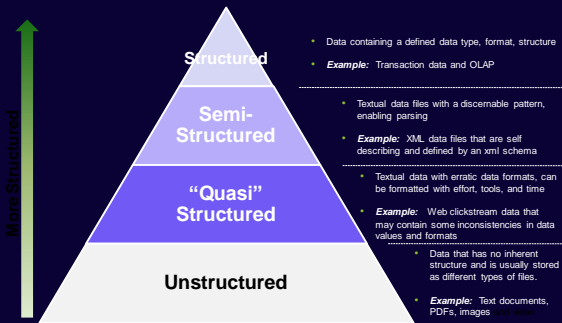 More Structured
Structured
• Data containing a defined data type, format, structure
• Example: Transaction data and OLAP
Semi-
Structured
• Textual data files with a discernable pattern,
enabling parsing
• Example: XML data files that are self
describing and defined by an xml schema
“Quasi”
Structured
• Textual data with erratic data formats, can
be formatted with effort, tools, and time
• Example: Web clickstream data that
may contain some inconsistencies in data
values and formats
Unstructured
• Data that has no inherent
structure and is usually stored
as different types of files.
• Example: Text documents,
PDFs, images and video